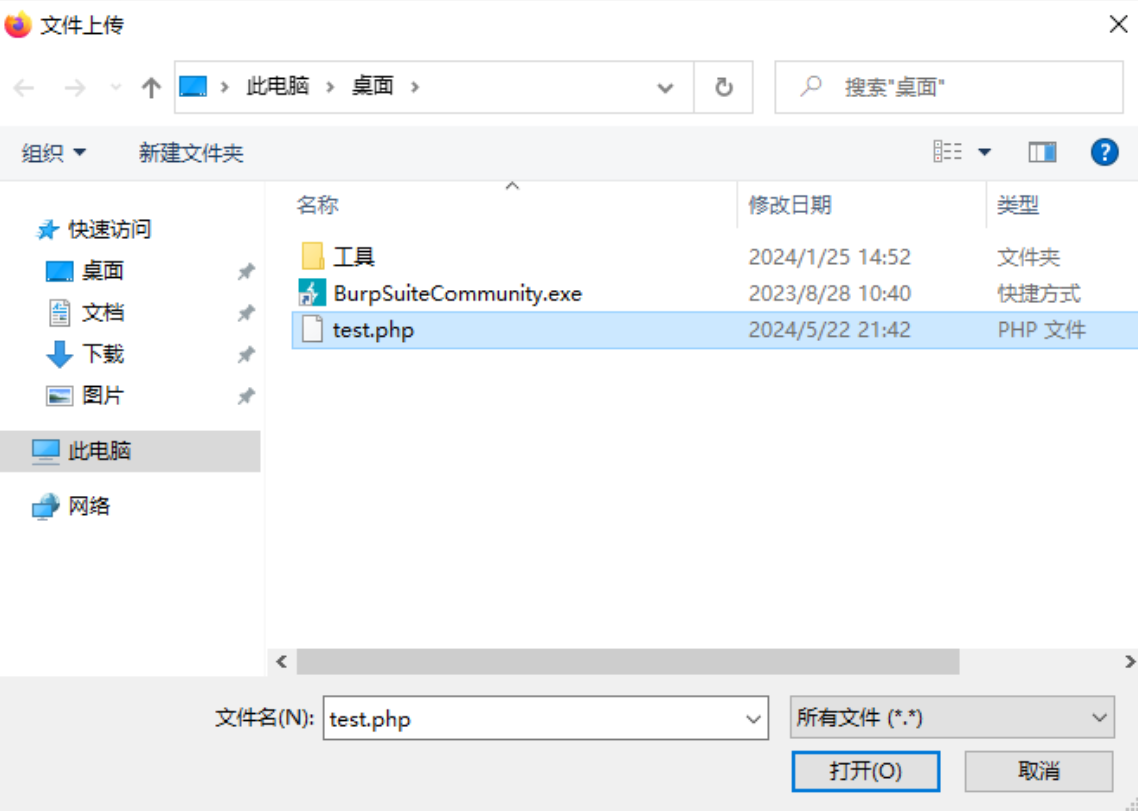 文件上传
此电脑 桌面
搜索"桌面"
组织 新建文件夹
名称 修改日期 类型
快速访问
桌面
文档
下载
图片
此电脑
网络
工具 2024/1/25 14:52 文件夹
BurpSuiteCommunity.exe 2023/8/28 10:40 快捷方式
test.php 2024/5/22 21:42 PHP 文件
文件名(N): test.php 所有文件 (*.*)
打开(O) 取消